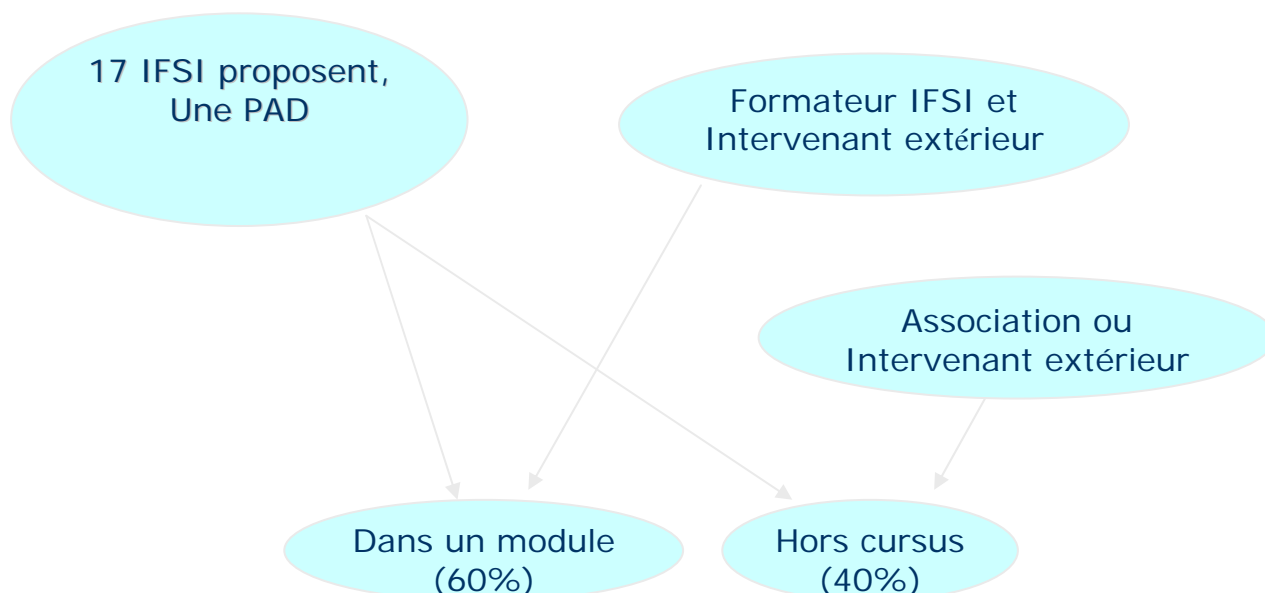 17 IFSI proposent,
Une PAD
Formateur IFSI et
Intervenant extérieur
Association ou
Intervenant extérieur
Dans un module
(60%)
Hors cursus
(40%)